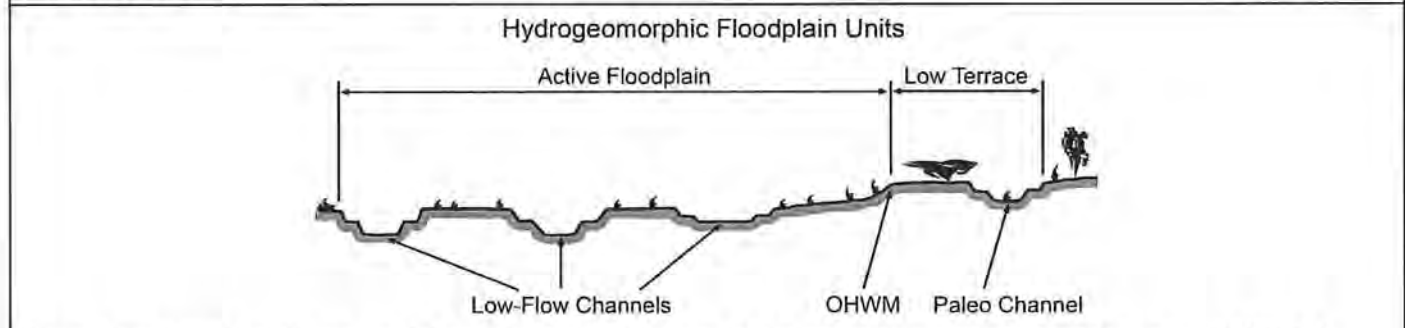 Hydrogeomorphic Floodplain Units
Active Floodplain
Low Terrace
Low-Flow Channels
OHWM
Paleo Channel